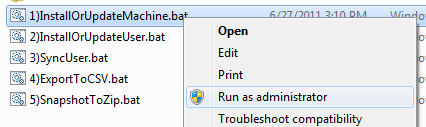 1)InstallOrUpdateMachine.bat 6/27/2011 3:10 PM Windo
2)InstallOrUpdateUser.bat
3)SyncUser.bat
4)ExportToCSV.bat
5)SnapshotToZip.bat
Open
Edit
Print
Run as administrator
Troubleshoot compatibility